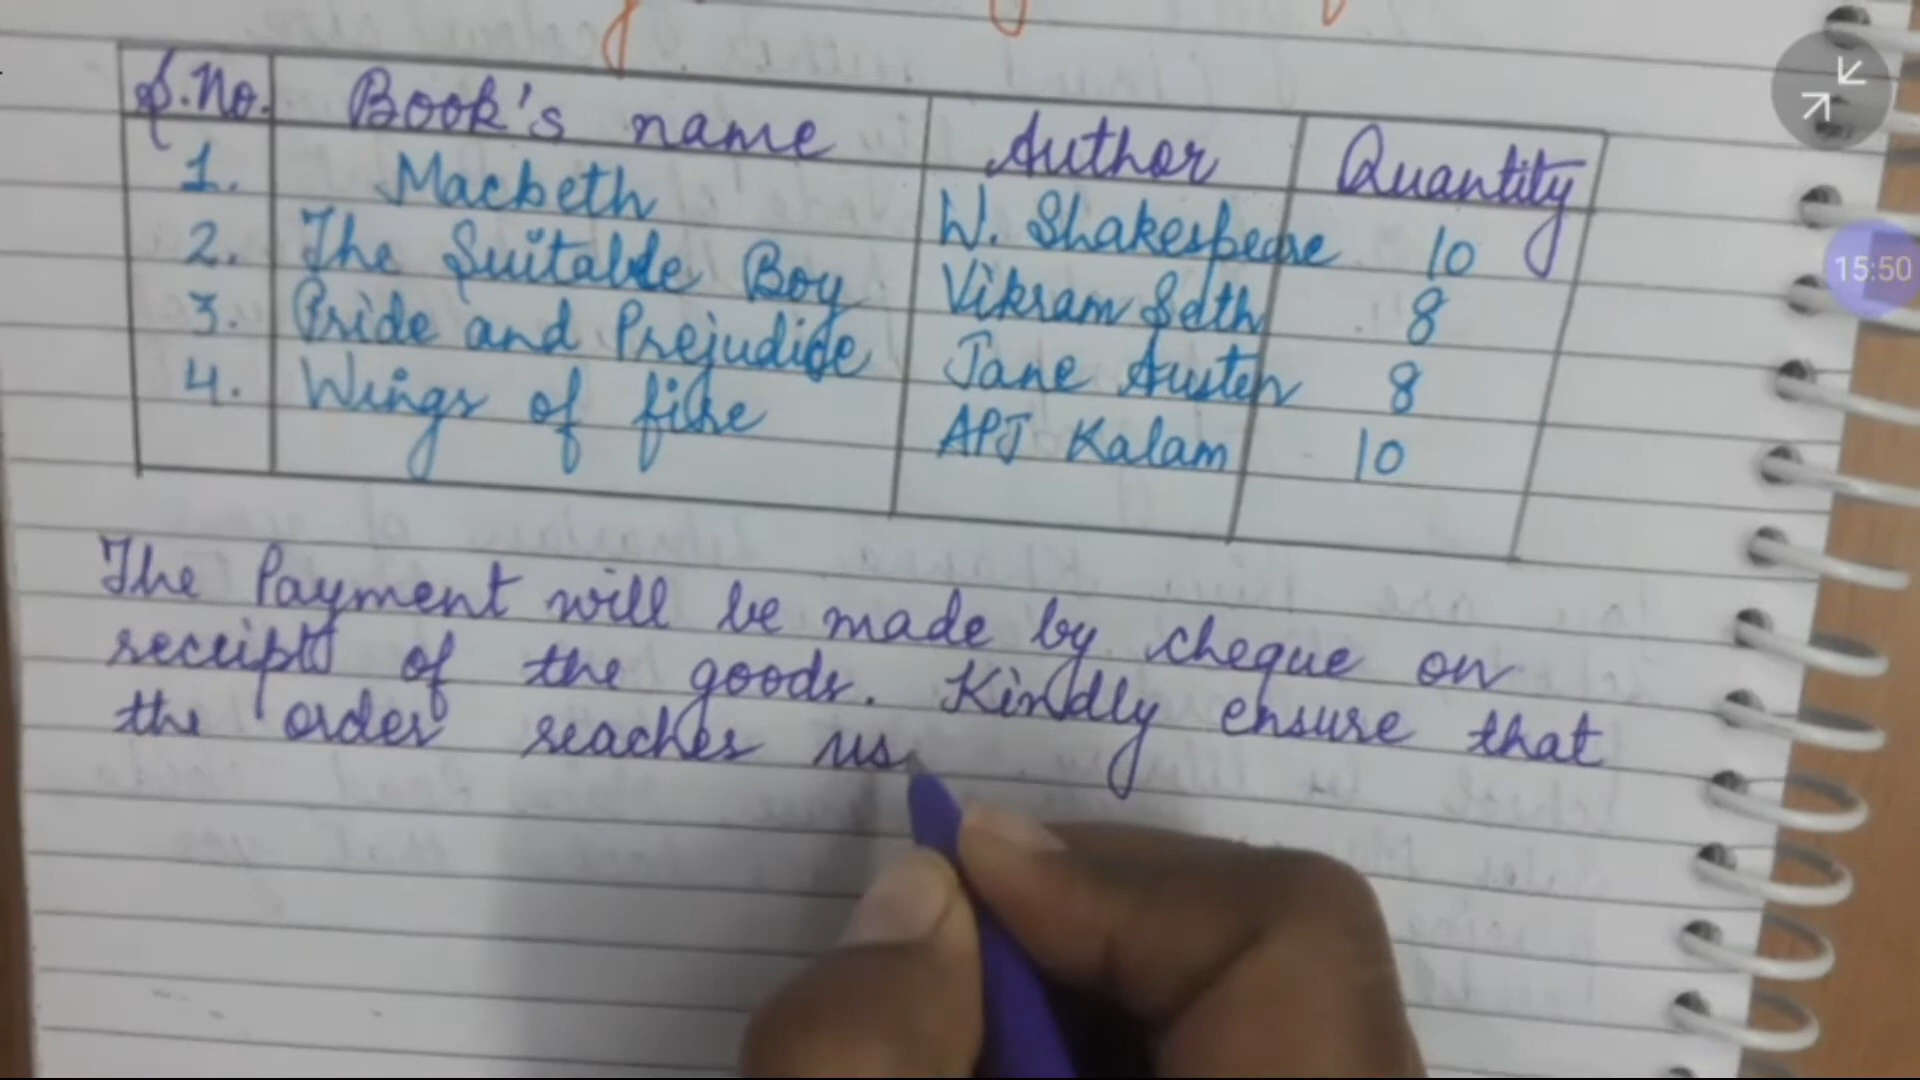 S.No. Book's name Author Quantity
1. Macbeth W. Shakespeare 10
2. The Suitable Boy Vikram Seth 8
3. Pride and Prejudice Jane Austen 8
4. Wings of fire APJ Kalam 10
The Payment will be made by cheque on
receipt of the goods. Kindly ensure that
the order reaches us
15:50